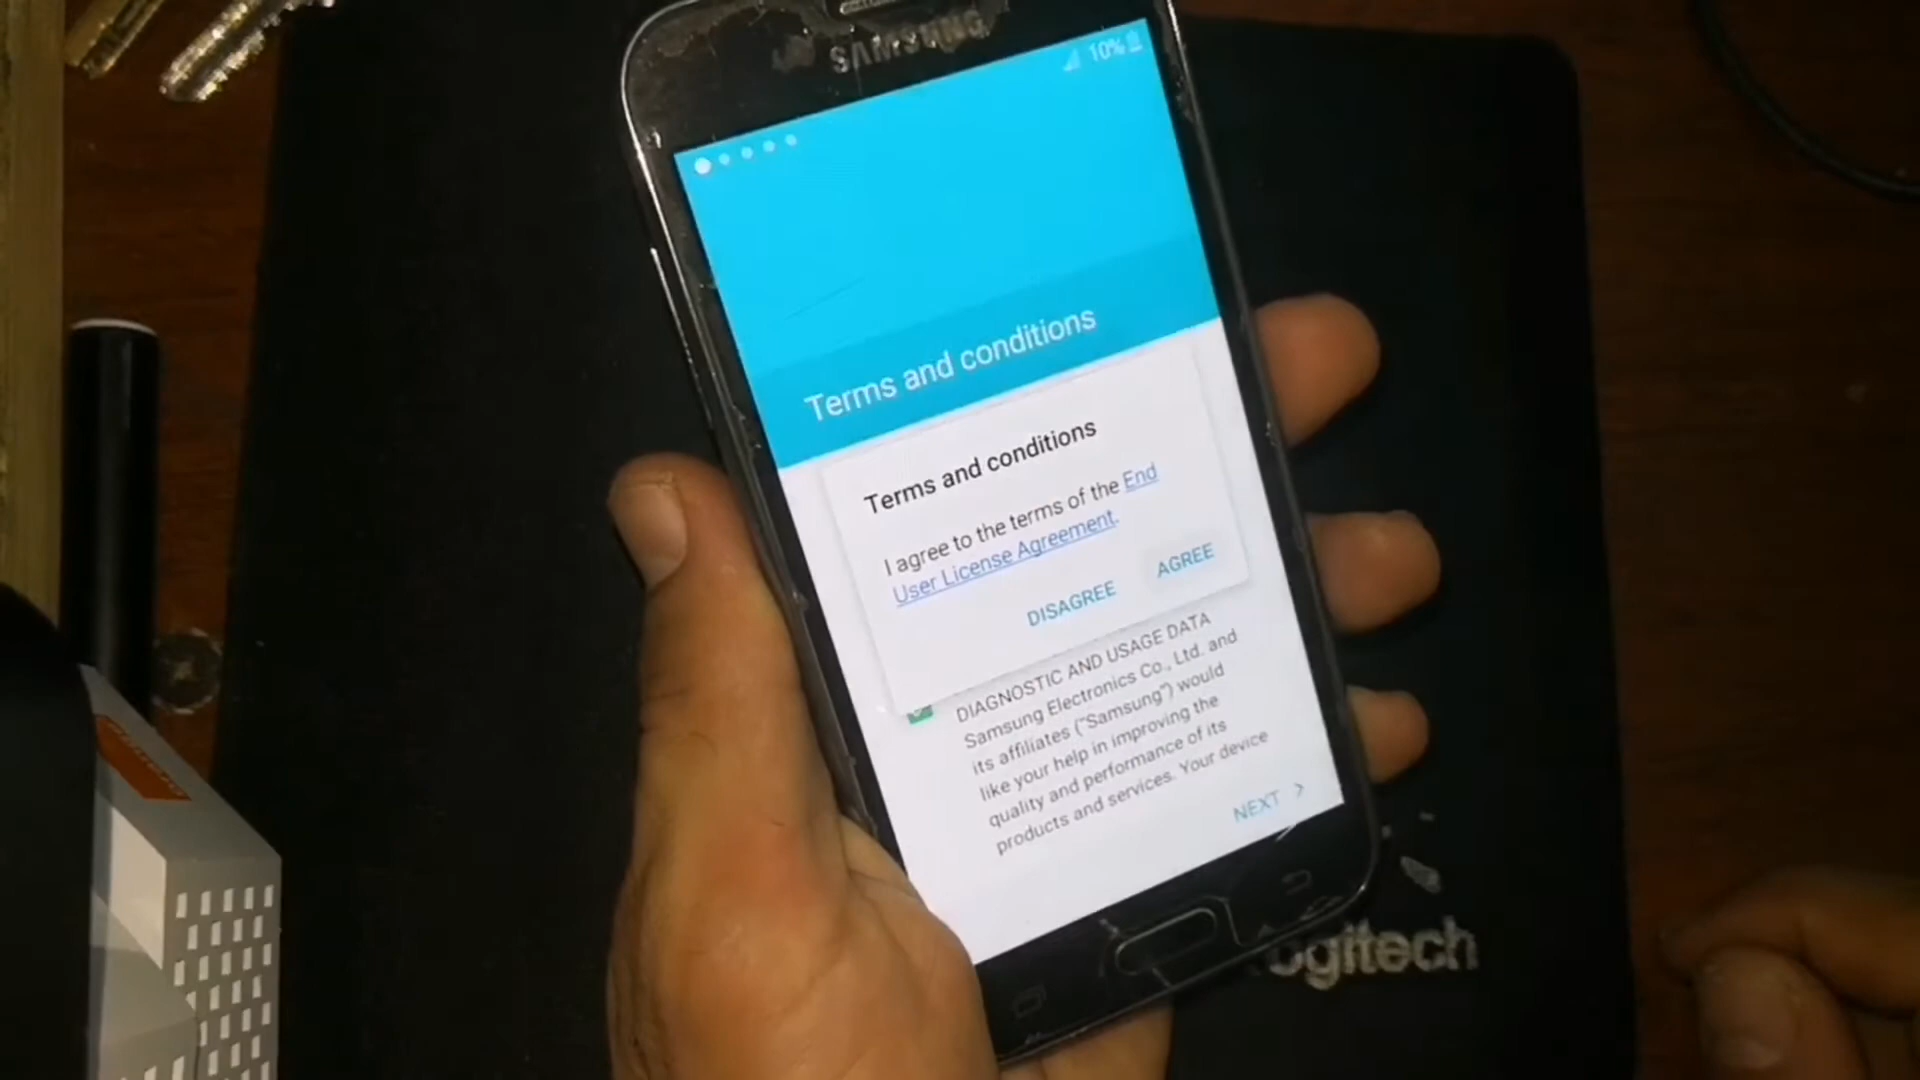 SAMSUNG
10%
Terms and conditions
Terms and conditions
I agree to the terms of the End
User License Agreement.
DISAGREE
AGREE
DIAGNOSTIC AND USAGE DATA
Samsung Electronics Co., Ltd. and
its affiliates ("Samsung") would
like your help in improving the
quality and performance of its
products and services. Your device
NEXT >
logitech